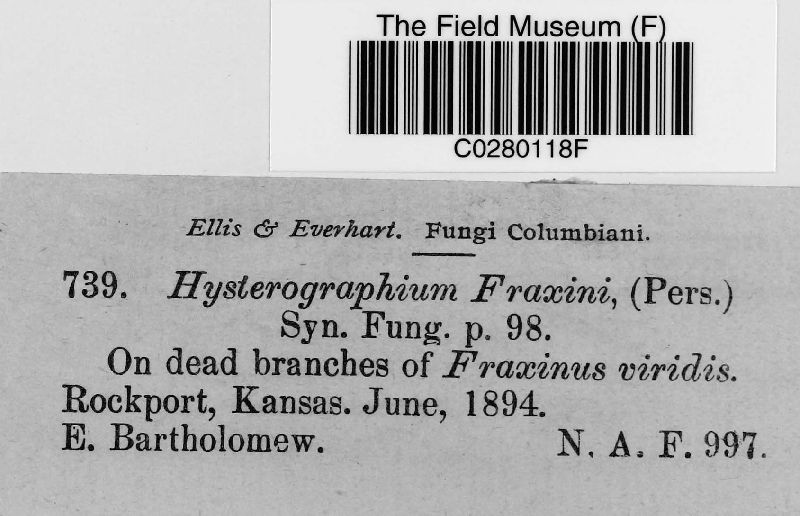 The Field Museum (F)
C0280118F
Ellis & Everhart. Fungi Columbiani.
739. Hysterographium Fraxini, (Pers.)
Syn. Fung. p. 98.
On dead branches of Fraxinus viridis.
Rockport, Kansas. June, 1894.
E. Bartholomew. N. A. F. 997.